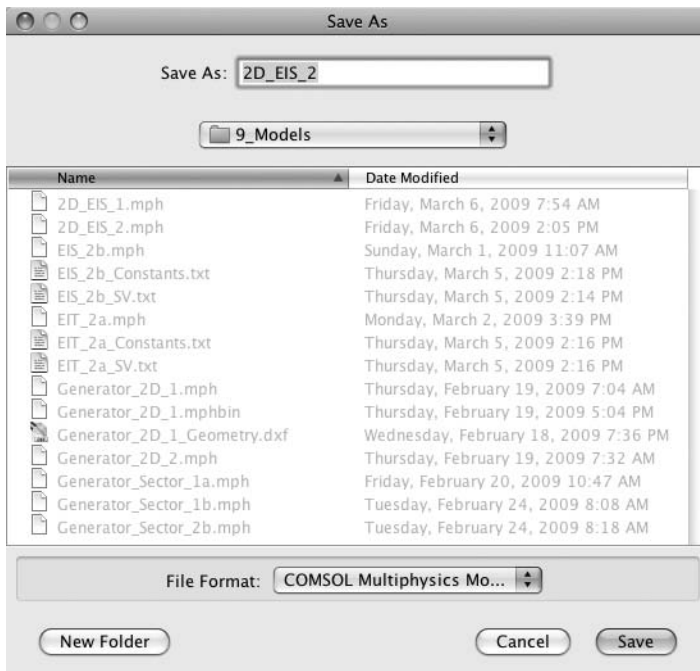 Save As
Save As: 2D_EIS_2
9_Models
Name Date Modified
2D_EIS_1.mph Friday, March 6, 2009 7:54 AM
2D_EIS_2.mph Friday, March 6, 2009 2:05 PM
EIS_2b.mph Sunday, March 1, 2009 11:07 AM
EIS_2b_Constants.txt Thursday, March 5, 2009 2:18 PM
EIS_2b_SV.txt Thursday, March 5, 2009 2:14 PM
EIT_2a.mph Monday, March 2, 2009 3:39 PM
EIT_2a_Constants.txt Thursday, March 5, 2009 2:16 PM
EIT_2a_SV.txt Thursday, March 5, 2009 2:16 PM
Generator_2D_1.mph Thursday, February 19, 2009 7:04 AM
Generator_2D_1.mphbin Thursday, February 19, 2009 5:04 PM
Generator_2D_1_Geometry.dxf Wednesday, February 18, 2009 7:36 PM
Generator_2D_2.mph Thursday, February 19, 2009 7:32 AM
Generator_Sector_1a.mph Friday, February 20, 2009 10:47 AM
Generator_Sector_1b.mph Tuesday, February 24, 2009 8:08 AM
Generator_Sector_2b.mph Tuesday, February 24, 2009 8:18 AM
File Format: COMSOL Multiphysics Mo...
New Folder Cancel Save